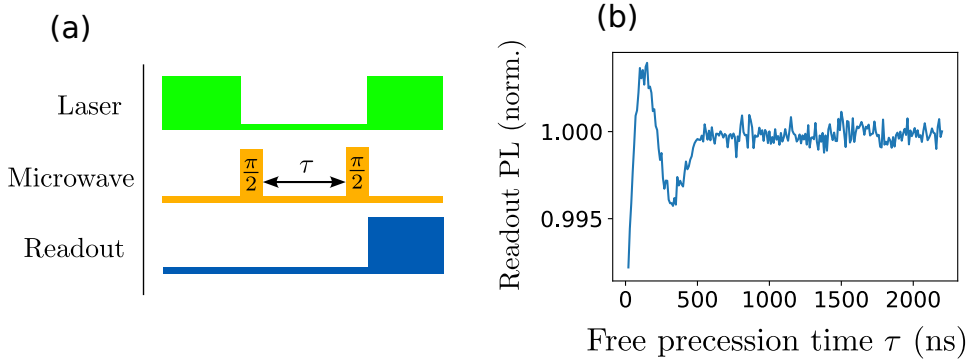 (a)
Laser
Microwave
π/2 τ π/2
Readout
(b)
Readout PL (norm.)
1.000
0.995
0 500 1000 1500 2000
Free precession time τ (ns)